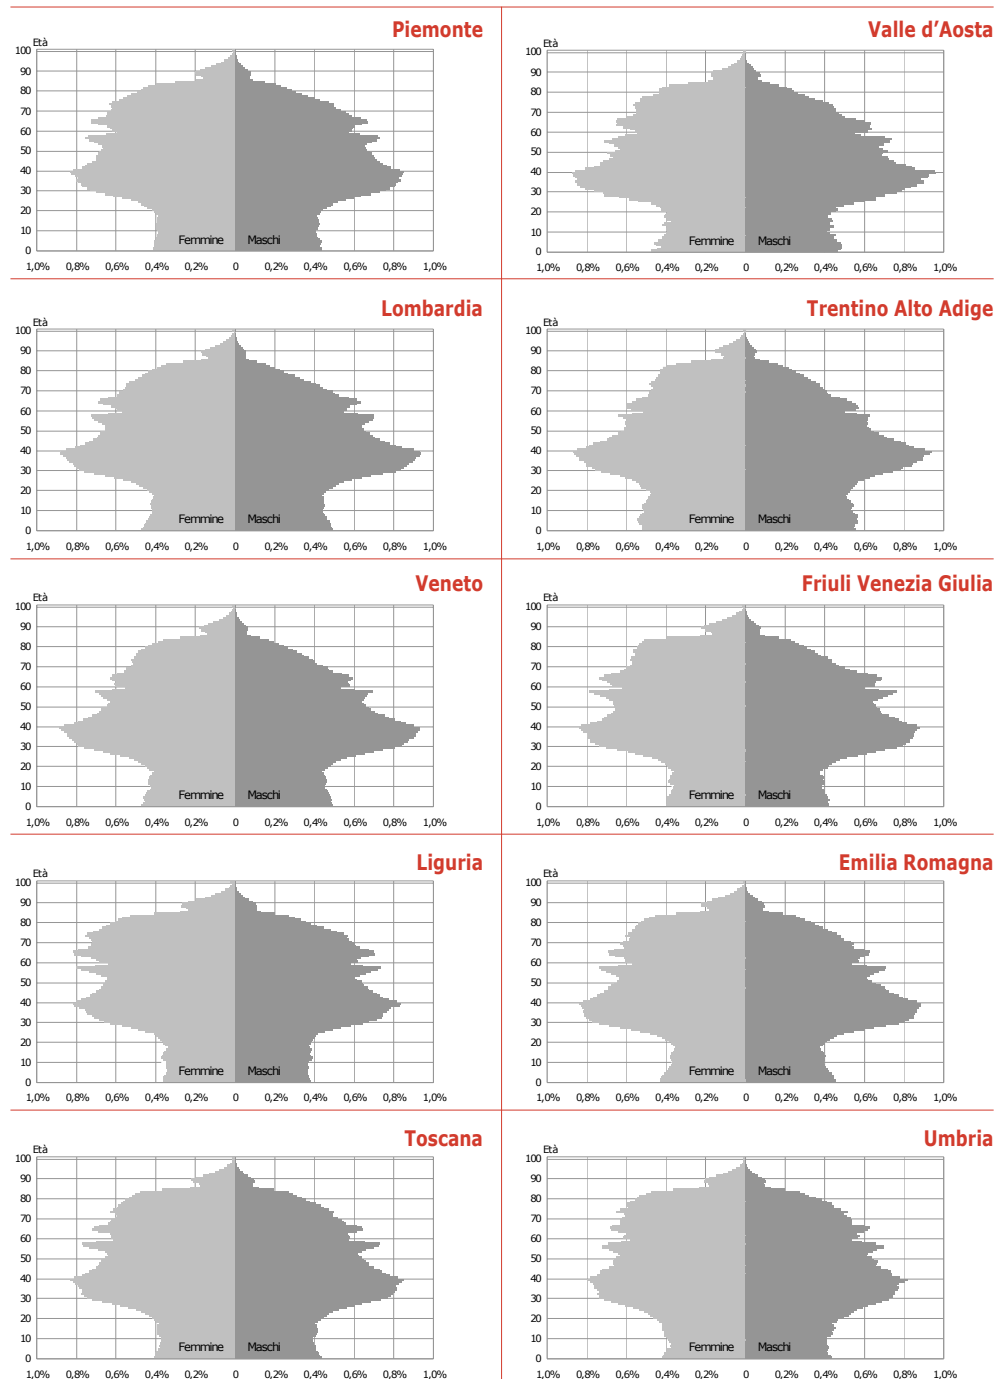 Piemonte
Età
100
90
80
70
60
50
40
30
20
10
0
Femmine Maschi
1,0% 0,8% 0,6% 0,4% 0,2% 0 0,2% 0,4% 0,6% 0,8% 1,0%
Valle d’Aosta
Età
100
90
80
70
60
50
40
30
20
10
0
Femmine Maschi
1,0% 0,8% 0,6% 0,4% 0,2% 0 0,2% 0,4% 0,6% 0,8% 1,0%
Lombardia
Età
100
90
80
70
60
50
40
30
20
10
0
Femmine Maschi
1,0% 0,8% 0,6% 0,4% 0,2% 0 0,2% 0,4% 0,6% 0,8% 1,0%
Trentino Alto Adige
Età
100
90
80
70
60
50
40
30
20
10
0
Femmine Maschi
1,0% 0,8% 0,6% 0,4% 0,2% 0 0,2% 0,4% 0,6% 0,8% 1,0%
Veneto
Età
100
90
80
70
60
50
40
30
20
10
0
Femmine Maschi
1,0% 0,8% 0,6% 0,4% 0,2% 0 0,2% 0,4% 0,6% 0,8% 1,0%
Friuli Venezia Giulia
Età
100
90
80
70
60
50
40
30
20
10
0
Femmine Maschi
1,0% 0,8% 0,6% 0,4% 0,2% 0 0,2% 0,4% 0,6% 0,8% 1,0%
Liguria
Età
100
90
80
70
60
50
40
30
20
10
0
Femmine Maschi
1,0% 0,8% 0,6% 0,4% 0,2% 0 0,2% 0,4% 0,6% 0,8% 1,0%
Emilia Romagna
Età
100
90
80
70
60
50
40
30
20
10
0
Femmine Maschi
1,0% 0,8% 0,6% 0,4% 0,2% 0 0,2% 0,4% 0,6% 0,8% 1,0%
Toscana
Età
100
90
80
70
60
50
40
30
20
10
0
Femmine Maschi
1,0% 0,8% 0,6% 0,4% 0,2% 0 0,2% 0,4% 0,6% 0,8% 1,0%
Umbria
Età
100
90
80
70
60
50
40
30
20
10
0
Femmine Maschi
1,0% 0,8% 0,6% 0,4% 0,2% 0 0,2% 0,4% 0,6% 0,8% 1,0%